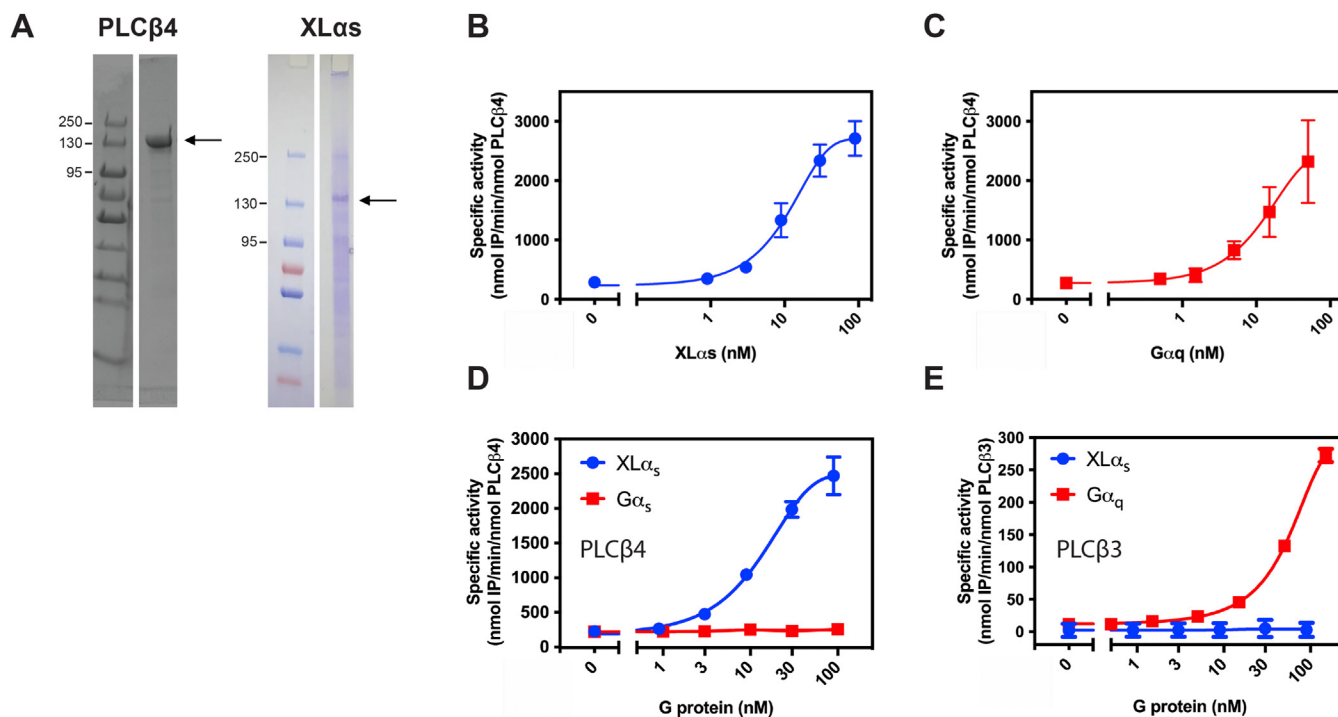 A
PLCβ4
XLαs
250
130
95
250
130
95
B
Specific activity
(nmol IP/min/nmol PLCβ4)
3000
2000
1000
0
0
1
10
100
XLαs (nM)
C
Specific activity
(nmol IP/min/nmol PLCβ4)
3000
2000
1000
0
0
1
10
100
Gαq (nM)
D
Specific activity
(nmol IP/min/nmol PLCβ4)
3000
2500
2000
1500
1000
500
0
XLαs
Gαs
PLCβ4
0
1
3
10
30
100
G protein (nM)
E
Specific activity
(nmol IP/min/nmol PLCβ3)
300
250
200
150
100
50
0
XLαs
Gαq
PLCβ3
0
1
3
10
30
100
G protein (nM)